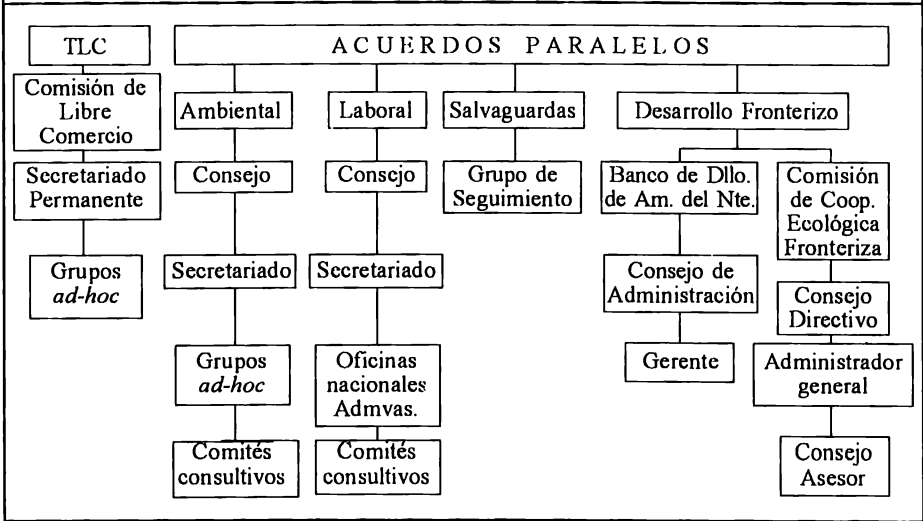 TLC
Comisión de
Libre
Comercio
Secretariado
Permanente
Grupos
ad-hoc
ACUERDOS PARALELOS
Ambiental
Consejo
Secretariado
Grupos
ad-hoc
Comités
consultivos
Laboral
Consejo
Secretariado
Oficinas
nacionales
Admvas.
Comités
consultivos
Salvaguardas
Grupo de
Seguimiento
Desarrollo Fronterizo
Banco de Dllo.
de Am. del Nte.
Consejo de
Administración
Gerente
Comisión
de Coop.
Ecológica
Fronteriza
Consejo
Directivo
Administrador
general
Consejo
Asesor